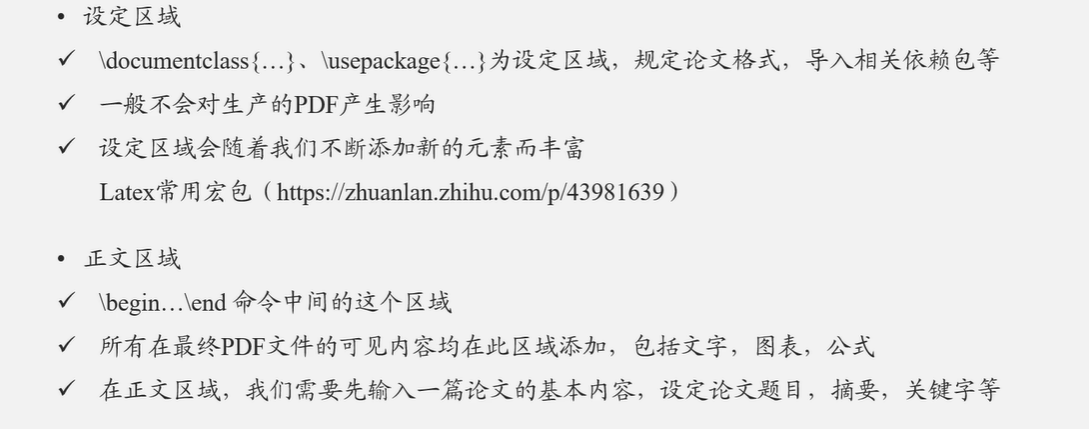 • 设定区域
✓ \documentclass{…}、\usepackage{…}为设定区域，规定论文格式，导入相关依赖包等
✓ 一般不会对生产的PDF产生影响
✓ 设定区域会随着我们不断添加新的元素而丰富
Latex常用宏包（https://zhuanlan.zhihu.com/p/43981639）
• 正文区域
✓ \begin…\end 命令中间的这个区域
✓ 所有在最终PDF文件的可见内容均在此区域添加，包括文字，图表，公式
✓ 在正文区域，我们需要先输入一篇论文的基本内容，设定论文题目，摘要，关键字等